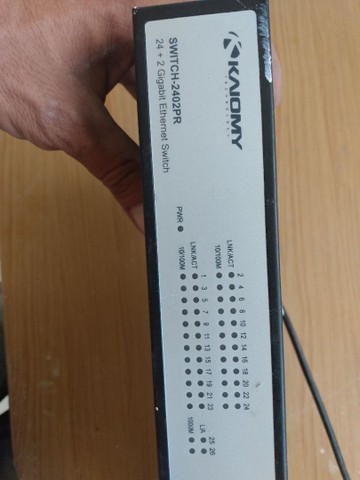 KAIOMY
SWITCH-2402PR
24 + 2 Gigabit Ethernet Switch
PWR
LNK/ACT 2 4 6 8 10 12 14 16 18 20 22 24
10/100M
LNK/ACT 1 3 5 7 9 11 13 15 17 19 21 23
10/100M
25 26
L/A
1000M